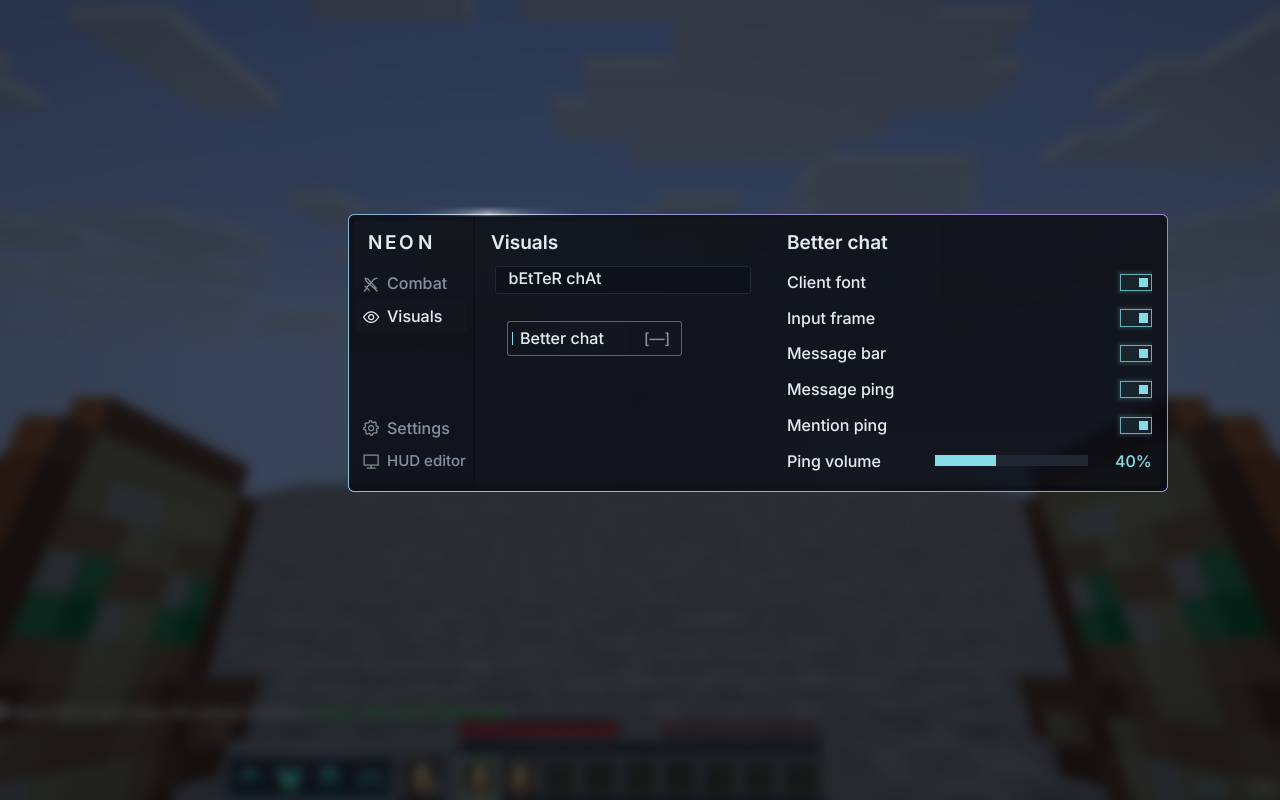 NEON
Combat
Visuals
Settings
HUD editor
Visuals
bEtTeR chAt
Better chat [—]
Better chat
Client font
Input frame
Message bar
Message ping
Mention ping
Ping volume 40%